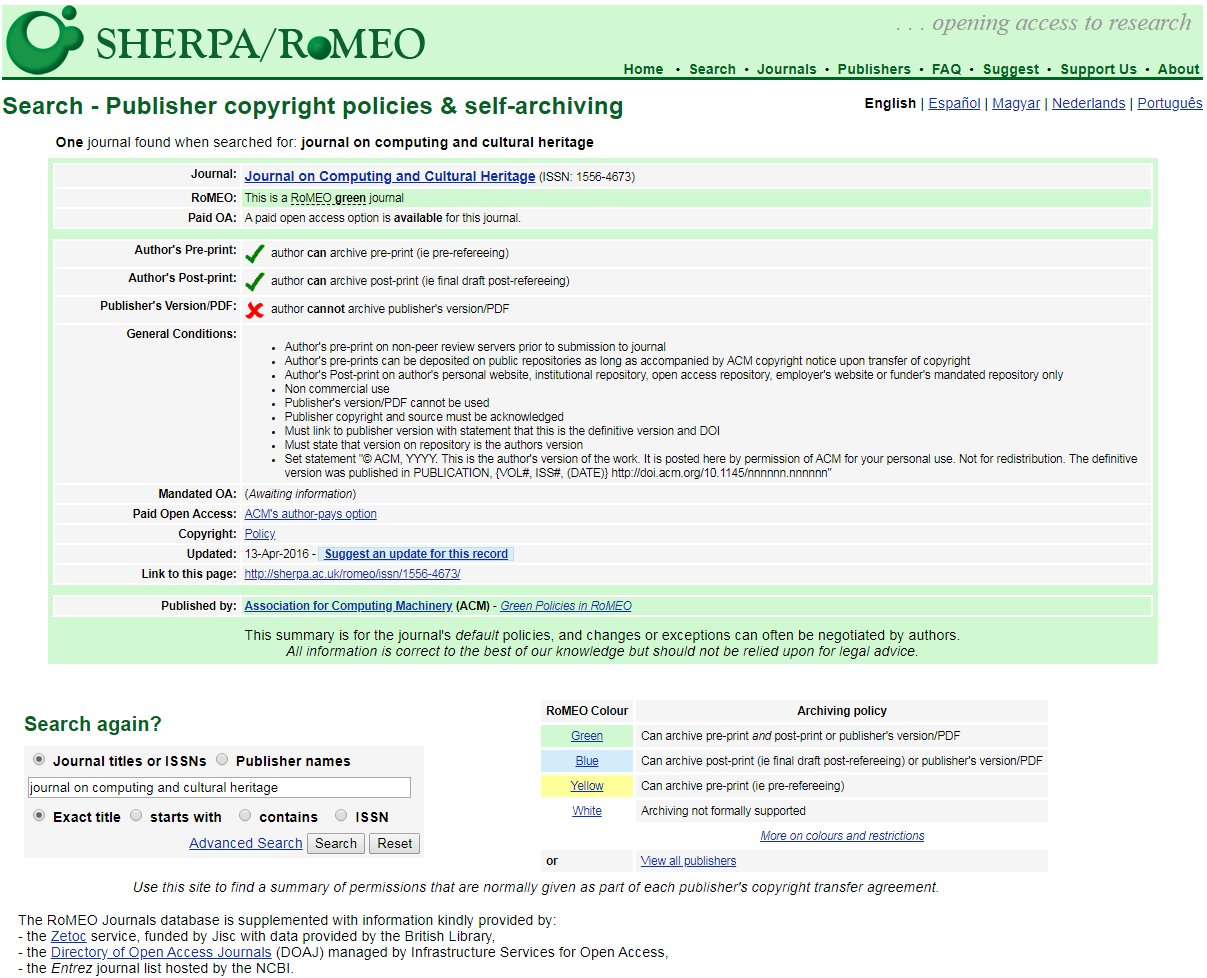 SHERPA/RoMEO
. . . opening access to research
Home • Search • Journals • Publishers • FAQ • Suggest • Support Us • About
Search - Publisher copyright policies & self-archiving
English | Español | Magyar | Nederlands | Português
One journal found when searched for: journal on computing and cultural heritage
Journal: Journal on Computing and Cultural Heritage (ISSN: 1556-4673)
RoMEO: This is a RoMEO green journal
Paid OA: A paid open access option is available for this journal.
Author's Pre-print: author can archive pre-print (ie pre-refereeing)
Author's Post-print: author can archive post-print (ie final draft post-refereeing)
Publisher's Version/PDF: author cannot archive publisher's version/PDF
General Conditions:
• Author's pre-print on non-peer review servers prior to submission to journal
• Author's pre-prints can be deposited on public repositories as long as accompanied by ACM copyright notice upon transfer of copyright
• Author's Post-print on author's personal website, institutional repository, open access repository, employer's website or funder's mandated repository only
• Non commercial use
• Publisher's version/PDF cannot be used
• Publisher copyright and source must be acknowledged
• Must link to publisher version with statement that this is the definitive version and DOI
• Must state that version on repository is the authors version
• Set statement "© ACM, YYYY. This is the author's version of the work. It is posted here by permission of ACM for your personal use. Not for redistribution. The definitive
version was published in PUBLICATION, {VOL#, ISS#, (DATE)} http://doi.acm.org/10.1145/nnnnnn.nnnnnn"
Mandated OA: (Awaiting information)
Paid Open Access: ACM's author-pays option
Copyright: Policy
Updated: 13-Apr-2016 - Suggest an update for this record
Link to this page: http://sherpa.ac.uk/romeo/issn/1556-4673/
Published by: Association for Computing Machinery (ACM) - Green Policies in RoMEO
This summary is for the journal's default policies, and changes or exceptions can often be negotiated by authors.
All information is correct to the best of our knowledge but should not be relied upon for legal advice.
Search again?
Journal titles or ISSNs Publisher names
journal on computing and cultural heritage
Exact title starts with contains ISSN
Advanced Search Search Reset
RoMEO Colour Archiving policy
Green Can archive pre-print and post-print or publisher's version/PDF
Blue Can archive post-print (ie final draft post-refereeing) or publisher's version/PDF
Yellow Can archive pre-print (ie pre-refereeing)
White Archiving not formally supported
More on colours and restrictions
or View all publishers
Use this site to find a summary of permissions that are normally given as part of each publisher's copyright transfer agreement.
The RoMEO Journals database is supplemented with information kindly provided by:
- the Zetoc service, funded by Jisc with data provided by the British Library,
- the Directory of Open Access Journals (DOAJ) managed by Infrastructure Services for Open Access,
- the Entrez journal list hosted by the NCBI.